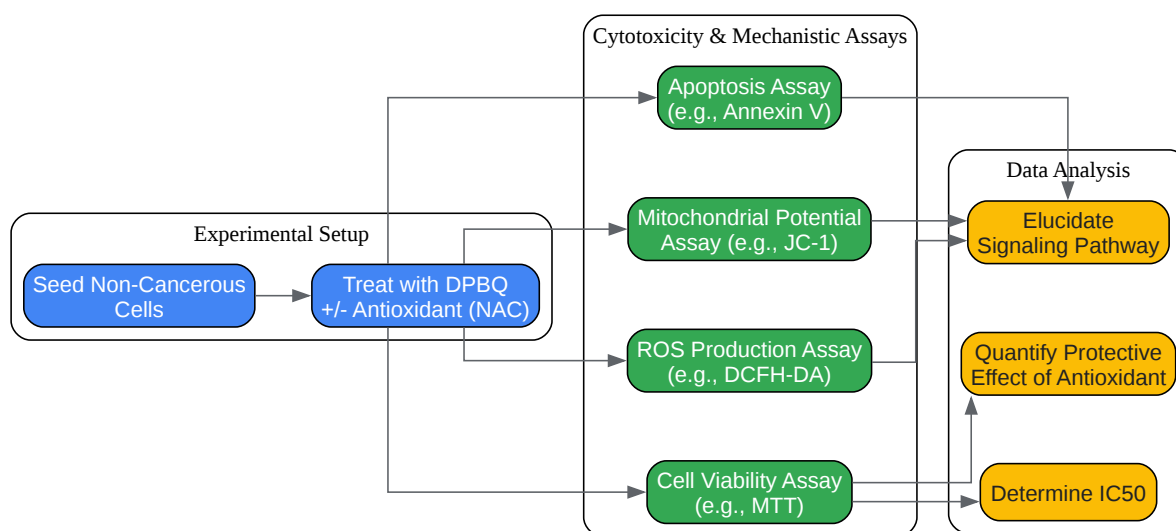 Cytotoxicity & Mechanistic Assays
Apoptosis Assay
(e.g., Annexin V)
Data Analysis
Mitochondrial Potential
Assay (e.g., JC-1)
Elucidate
Signaling Pathway
Experimental Setup
Seed Non-Cancerous
Cells
Treat with DPBQ
+/- Antioxidant (NAC)
ROS Production Assay
(e.g., DCFH-DA)
Quantify Protective
Effect of Antioxidant
Cell Viability Assay
(e.g., MTT)
Determine IC50